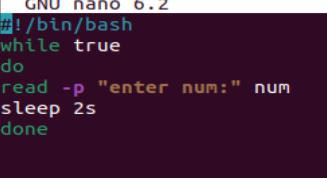 GNU nano 6.2
#!/bin/bash
while true
do
read -p "enter num:" num
sleep 2s
done